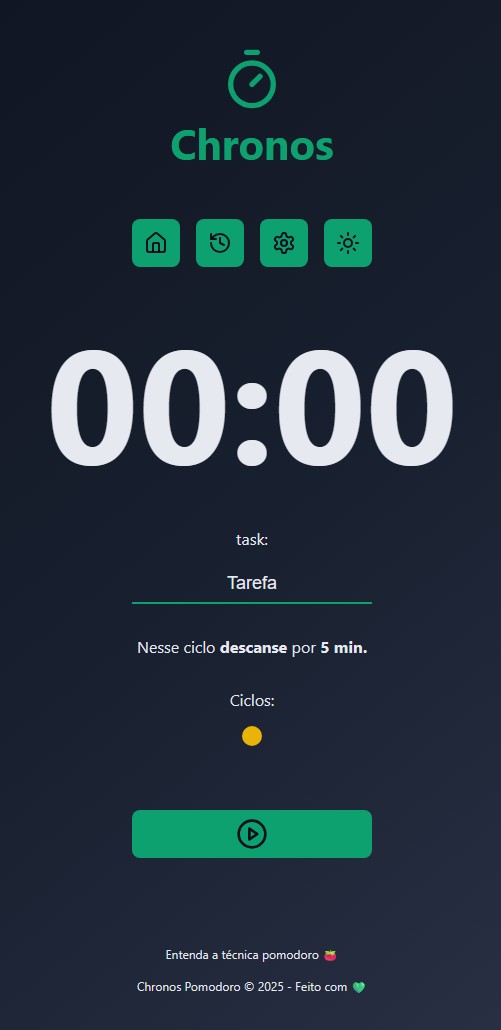 Chronos
00:00
task:
Tarefa
Nesse ciclo descanse por 5 min.
Ciclos:
Entenda a técnica pomodoro 🍅
Chronos Pomodoro © 2025 - Feito com 💚